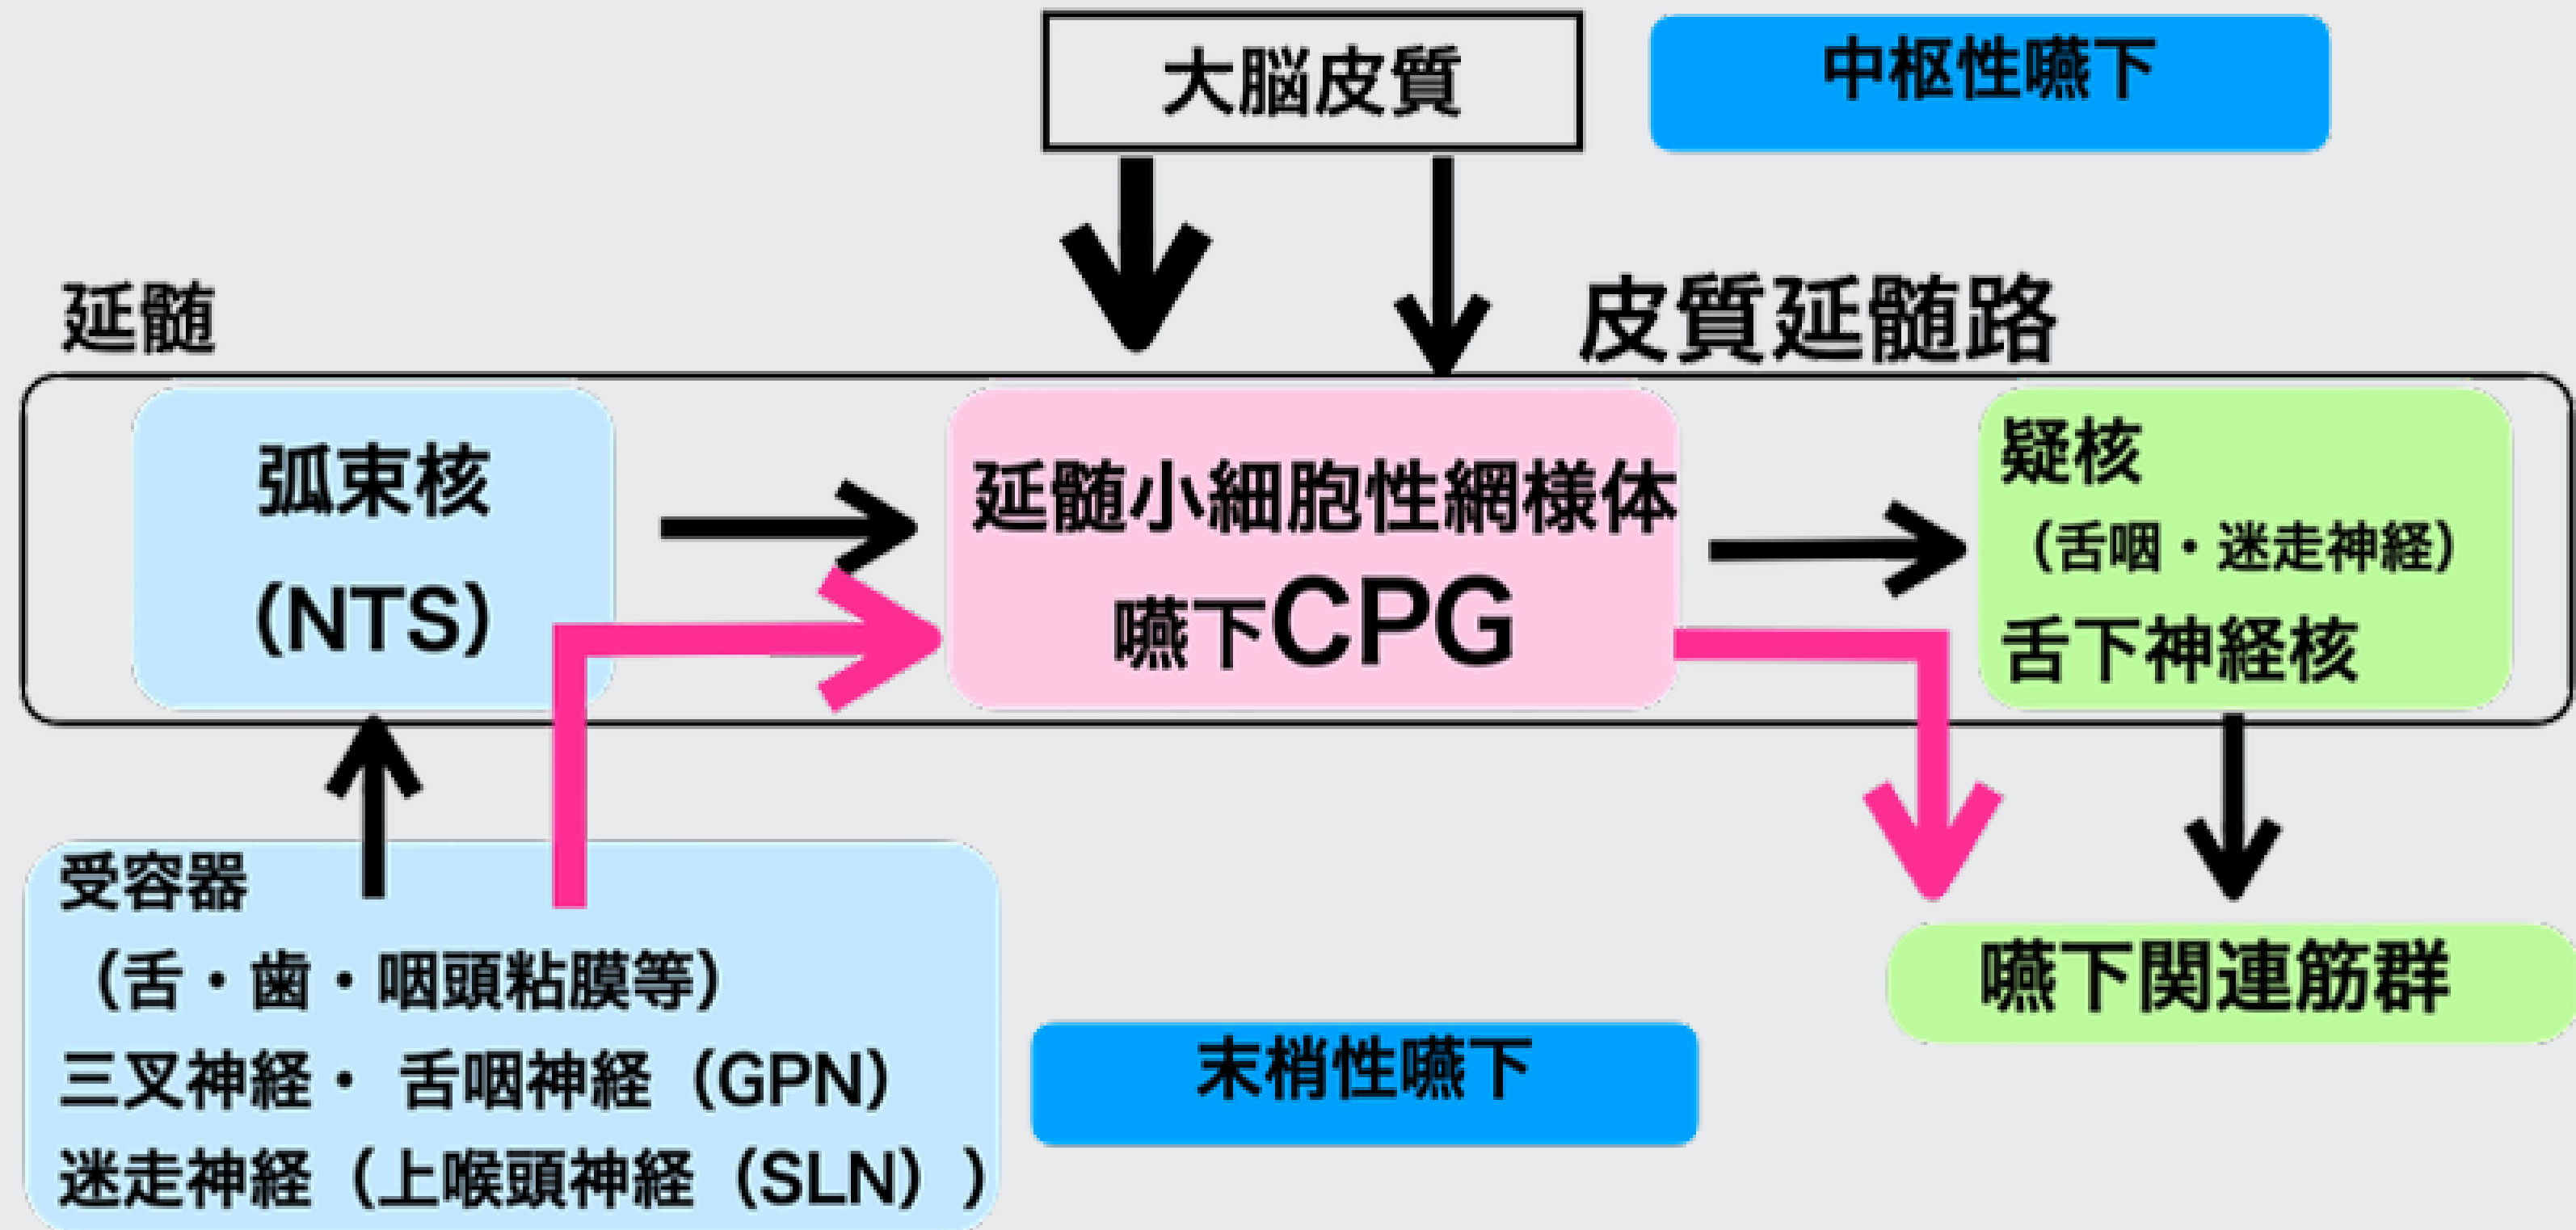 大脳皮質
中枢性嚥下
延髄
皮質延髄路
弧束核
（NTS）
延髄小細胞性網様体
嚥下CPG
疑核
（舌咽・迷走神経）
舌下神経核
受容器
（舌・歯・咽頭粘膜等）
三叉神経・ 舌咽神経（GPN）
迷走神経（上喉頭神経（SLN））
末梢性嚥下
嚥下関連筋群